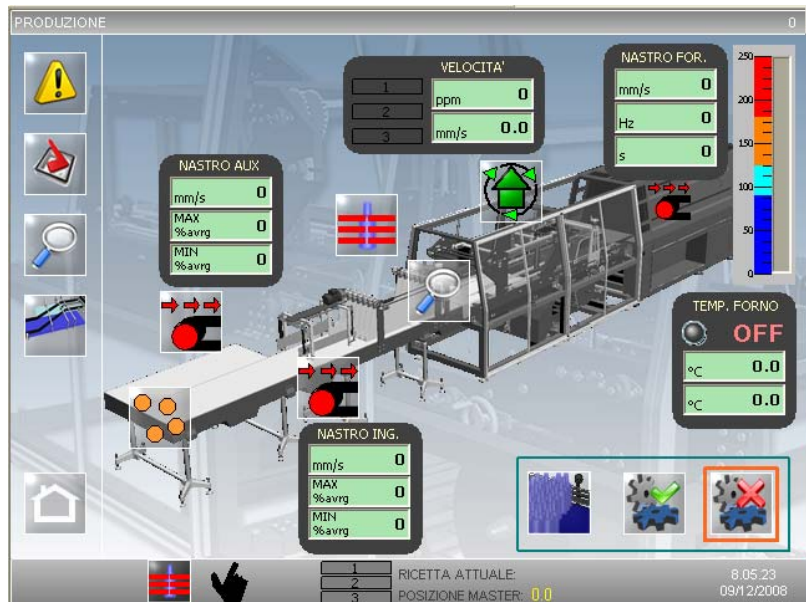 PRODUZIONE 0
VELOCITA'
1
2
3
ppm 0
mm/s 0.0
NASTRO FOR.
mm/s 0
Hz 0
s 0
250
200
150
100
50
0
NASTRO AUX
mm/s 0
MAX
%avrg 0
MIN
%avrg 0
TEMP. FORNO
OFF
°C 0.0
°C 0.0
NASTRO ING.
mm/s 0
MAX
%avrg 0
MIN
%avrg 0
1
2
3
RICETTA ATTUALE:
POSIZIONE MASTER: 0.0
8.05.23
09/12/2008